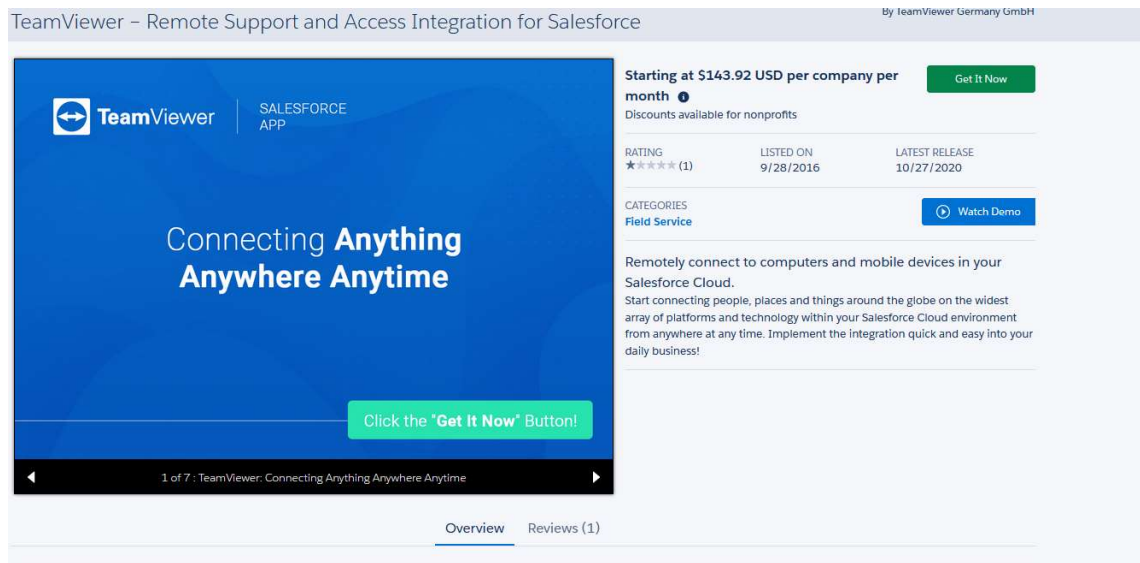 TeamViewer – Remote Support and Access Integration for Salesforce
By TeamViewer Germany GmbH
TeamViewer
SALESFORCE
APP
Connecting Anything
Anywhere Anytime
Click the "Get It Now" Button!
1 of 7 : TeamViewer: Connecting Anything Anywhere Anytime
Starting at $143.92 USD per company per
month
Discounts available for nonprofits
Get It Now
RATING
(1)
LISTED ON
9/28/2016
LATEST RELEASE
10/27/2020
CATEGORIES
Field Service
Watch Demo
Remotely connect to computers and mobile devices in your
Salesforce Cloud.
Start connecting people, places and things around the globe on the widest
array of platforms and technology within your Salesforce Cloud environment
from anywhere at any time. Implement the integration quick and easy into your
daily business!
Overview
Reviews (1)